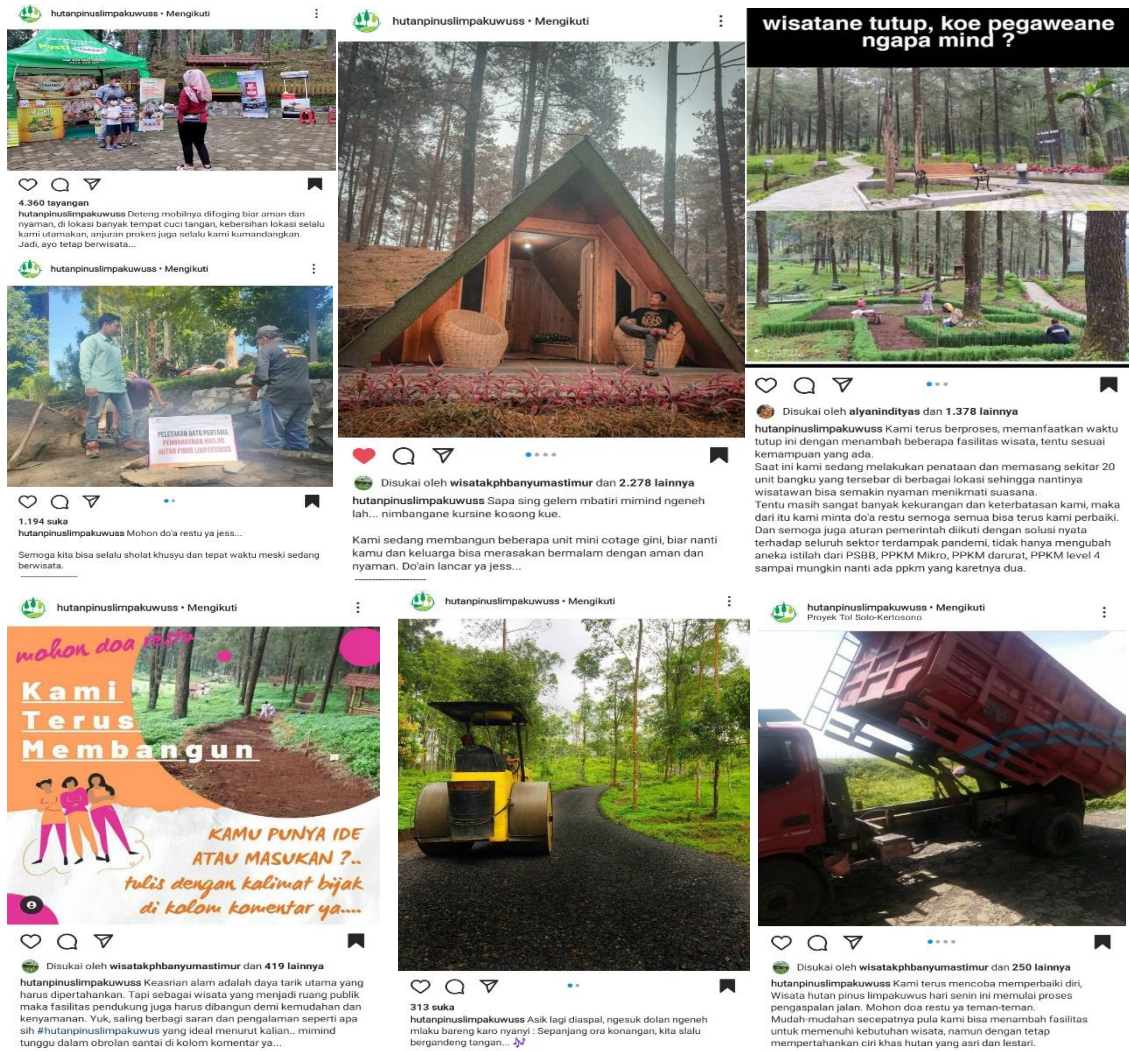 hutanpinuslimpakuwuss • Mengikuti
Pasti
4.360 tayangan
hutanpinuslimpakuwuss Deteng mobilnya difoging biar aman dan
nyaman, di lokasi banyak tempat cuci tangan, kebersihan lokasi selalu
kami utamakan, anjuran prokes juga selalu kami kumandangkan.
Jadi, ayo tetap berwisata...
hutanpinuslimpakuwuss • Mengikuti
PELETAKAN BATU PERTAMA
PEMBANGUNAN MASJID
HUTAN PINUS LIMPAKUWUS
1.194 suka
hutanpinuslimpakuwuss Mohon do'a restu ya jess...
Semoga kita bisa selalu sholat khusyu dan tepat waktu meski sedang
berwisata.
--------------------
hutanpinuslimpakuwuss • Mengikuti
Disukai oleh wisatakphbanyumastimur dan 2.278 lainnya
hutanpinuslimpakuwuss Sapa sing gelem mbatiri mimind ngeneh
lah... nimbangane kursine kosong kue.
Kami sedang membangun beberapa unit mini cotage gini, biar nanti
kamu dan keluarga bisa merasakan bermalam dengan aman dan
nyaman. Do'ain lancar ya jess...
----------------------
wisatane tutup, koe pegaweane
ngapa mind ?
Disukai oleh alyanindityas dan 1.378 lainnya
hutanpinuslimpakuwuss Kami terus berproses, memanfaatkan waktu
tutup ini dengan menambah beberapa fasilitas wisata, tentu sesuai
kemampuan yang ada.
Saat ini kami sedang melakukan penataan dan memasang sekitar 20
unit bangku yang tersebar di berbagai lokasi sehingga nantinya
wisatawan bisa semakin nyaman menikmati suasana.
Tentu masih sangat banyak kekurangan dan keterbatasan kami, maka
dari itu kami minta do'a restu semoga semua bisa terus kami perbaiki.
Dan semoga juga aturan pemerintah diikuti dengan solusi nyata
terhadap seluruh sektor terdampak pandemi, tidak hanya mengubah
aneka istilah dari PSBB, PPKM Mikro, PPKM darurat, PPKM level 4
sampai mungkin nanti ada ppkm yang karetnya dua.
hutanpinuslimpakuwuss • Mengikuti
mohon doa restu
Kami
Terus
Membangun
KAMU PUNYA IDE
ATAU MASUKAN ?..
tulis dengan kalimat bijak
di kolom komentar ya....
Disukai oleh wisatakphbanyumastimur dan 419 lainnya
hutanpinuslimpakuwuss Keasrian alam adalah daya tarik utama yang
harus dipertahankan. Tapi sebagai wisata yang menjadi ruang publik
maka fasilitas pendukung juga harus dibangun demi kemudahan dan
kenyamanan. Yuk, saling berbagi saran dan pengalaman seperti apa
sih #hutanpinuslimpakuwus yang ideal menurut kalian.. mimind
tunggu dalam obrolan santai di kolom komentar ya...
hutanpinuslimpakuwuss • Mengikuti
313 suka
hutanpinuslimpakuwuss Asik lagi diaspal, ngesuk dolan ngeneh
mlaku bareng karo nyanyi : Sepanjang ora konangan, kita slalu
bergandeng tangan... 🎶
hutanpinuslimpakuwuss • Mengikuti
Proyek Tol Solo-Kertosono
Disukai oleh wisatakphbanyumastimur dan 250 lainnya
hutanpinuslimpakuwuss Kami terus mencoba memperbaiki diri,
Wisata hutan pinus limpakuwus hari senin ini memulai proses
pengaspalan jalan. Mohon doa restu ya teman-teman.
Mudah-mudahan secepatnya pula kami bisa menambah fasilitas
untuk memenuhi kebutuhan wisata, namun dengan tetap
mempertahankan ciri khas hutan yang asri dan lestari.